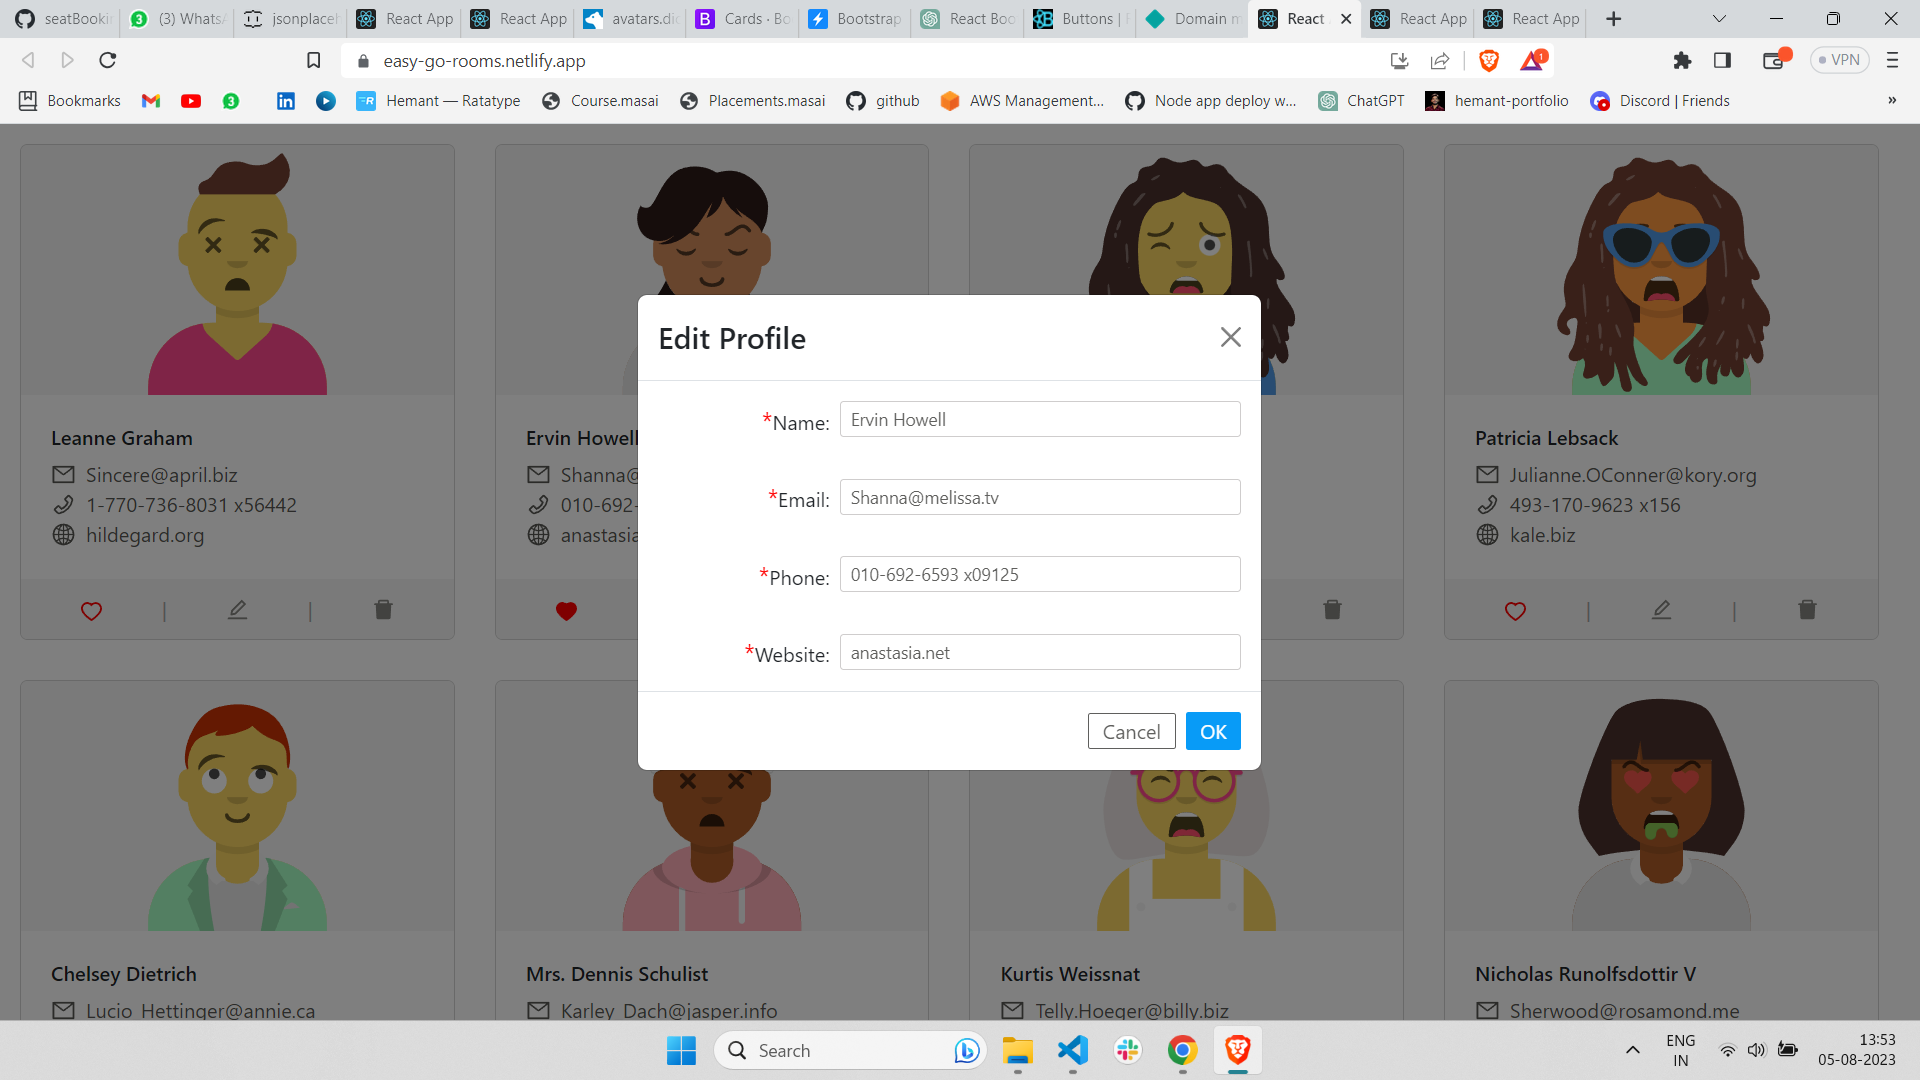 seatBookin
(3) WhatsA
jsonplaceh
React App
React App
avatars.dic
Cards · Bo
Bootstrap
React Boo
Buttons | R
Domain m
React
React App
React App
easy-go-rooms.netlify.app
1
VPN
Bookmarks
3
Hemant — Ratatype
Course.masai
Placements.masai
github
AWS Management...
Node app deploy w...
ChatGPT
hemant-portfolio
Discord | Friends
»
Edit Profile
*Name: Ervin Howell
*Email: Shanna@melissa.tv
*Phone: 010-692-6593 x09125
*Website: anastasia.net
Cancel
OK
Leanne Graham
Sincere@april.biz
1-770-736-8031 x56442
hildegard.org
Ervin Howell
Shanna@
010-692-
anastasia
Patricia Lebsack
Julianne.OConner@kory.org
493-170-9623 x156
kale.biz
Chelsey Dietrich
Lucio_Hettinger@annie.ca
Mrs. Dennis Schulist
Karley_Dach@jasper.info
Kurtis Weissnat
Telly.Hoeger@billy.biz
Nicholas Runolfsdottir V
Sherwood@rosamond.me
Search
ENG
IN
13:53
05-08-2023